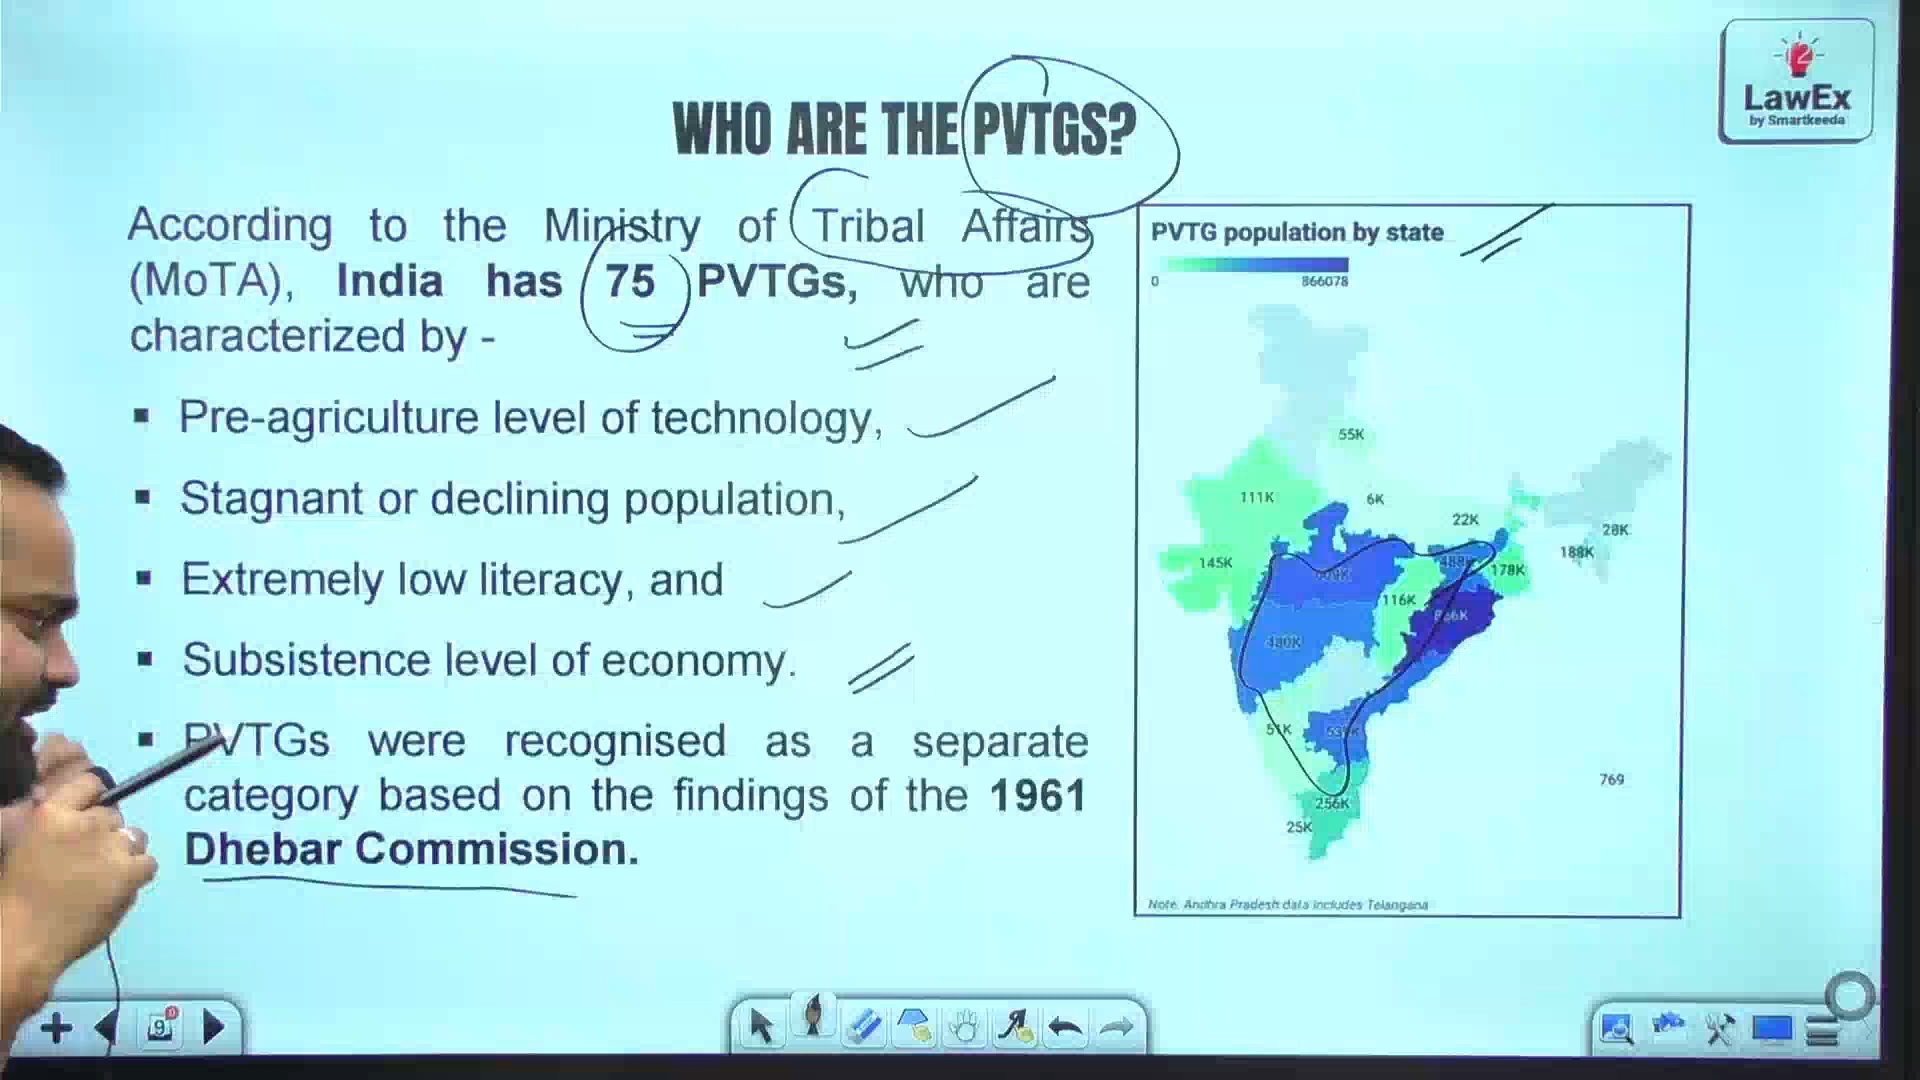 LawEx
by Smartkeeda
WHO ARE THE PVTGS?
According to the Ministry of Tribal Affairs
(MoTA), India has 75 PVTGs, who are
characterized by -
▪ Pre-agriculture level of technology,
▪ Stagnant or declining population,
▪ Extremely low literacy, and
▪ Subsistence level of economy.
▪ PVTGs were recognised as a separate
category based on the findings of the 1961
Dhebar Commission.
PVTG population by state
0 866078
55K
111K
6K
22K
28K
188K
145K
488K
178K
116K
866K
480K
51K
769
256K
25K
Note: Andhra Pradesh data includes Telangana
9
0